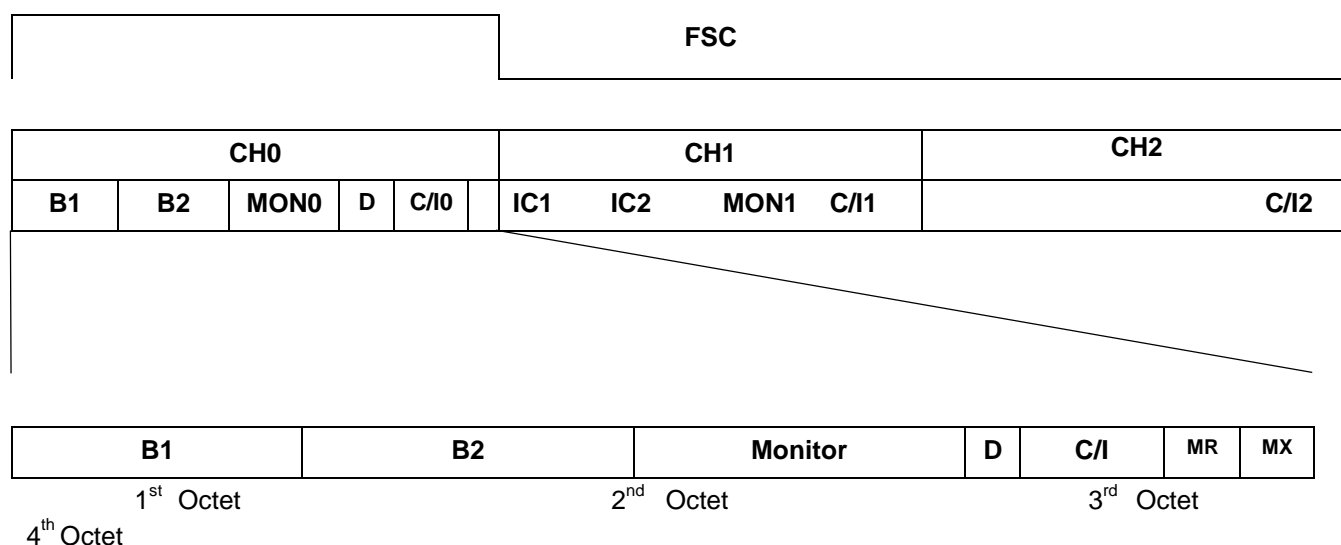 FSC
CH0 CH1 CH2
B1 B2 MON0 D C/I0 IC1 IC2 MON1 C/I1 C/I2
B1 B2 Monitor D C/I MR MX
1st Octet 2nd Octet 3rd Octet
4th Octet